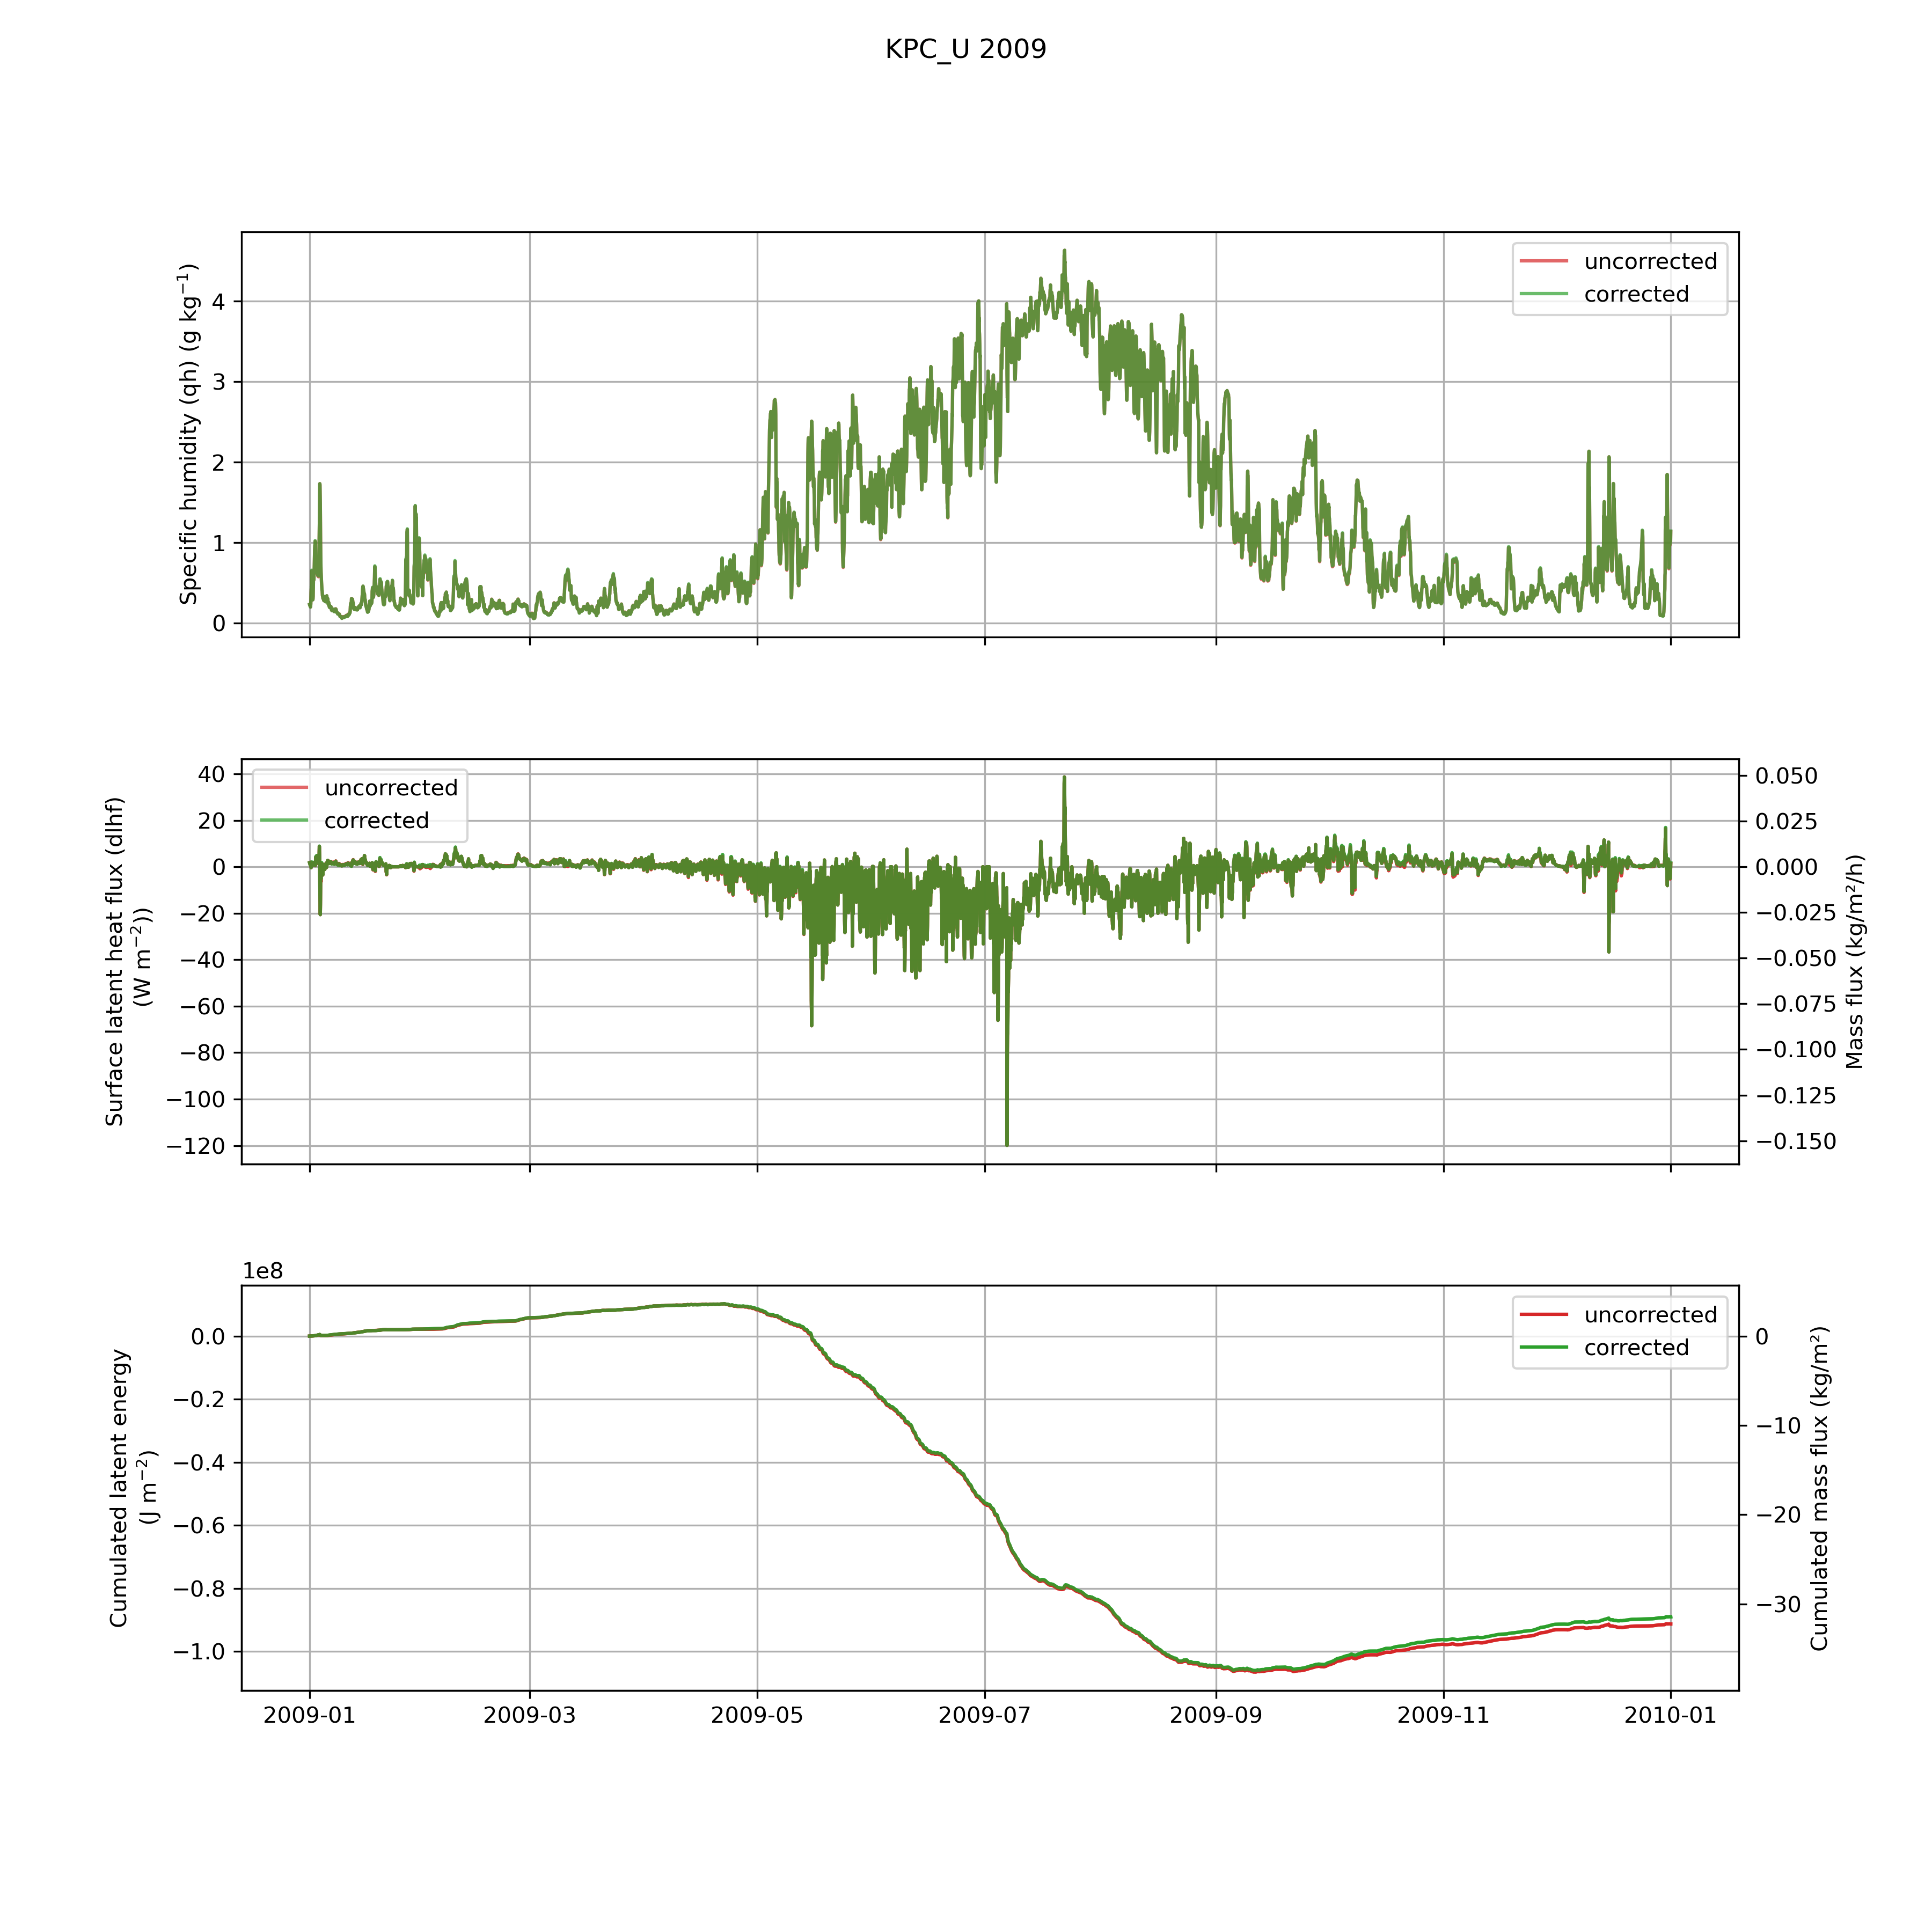 KPC_U 2009
Specific humidity (qh) (g kg⁻¹)
4
3
2
1
0
uncorrected
corrected
Surface latent heat flux (dlhf)
(W m⁻²))
40
20
0
−20
−40
−60
−80
−100
−120
uncorrected
corrected
0.050
0.025
0.000
−0.025
−0.050
−0.075
−0.100
−0.125
−0.150
Mass flux (kg/m²/h)
1e8
Cumulated latent energy
(J m⁻²)
0.0
−0.2
−0.4
−0.6
−0.8
−1.0
uncorrected
corrected
0
−10
−20
−30
Cumulated mass flux (kg/m²)
2009-01 2009-03 2009-05 2009-07 2009-09 2009-11 2010-01